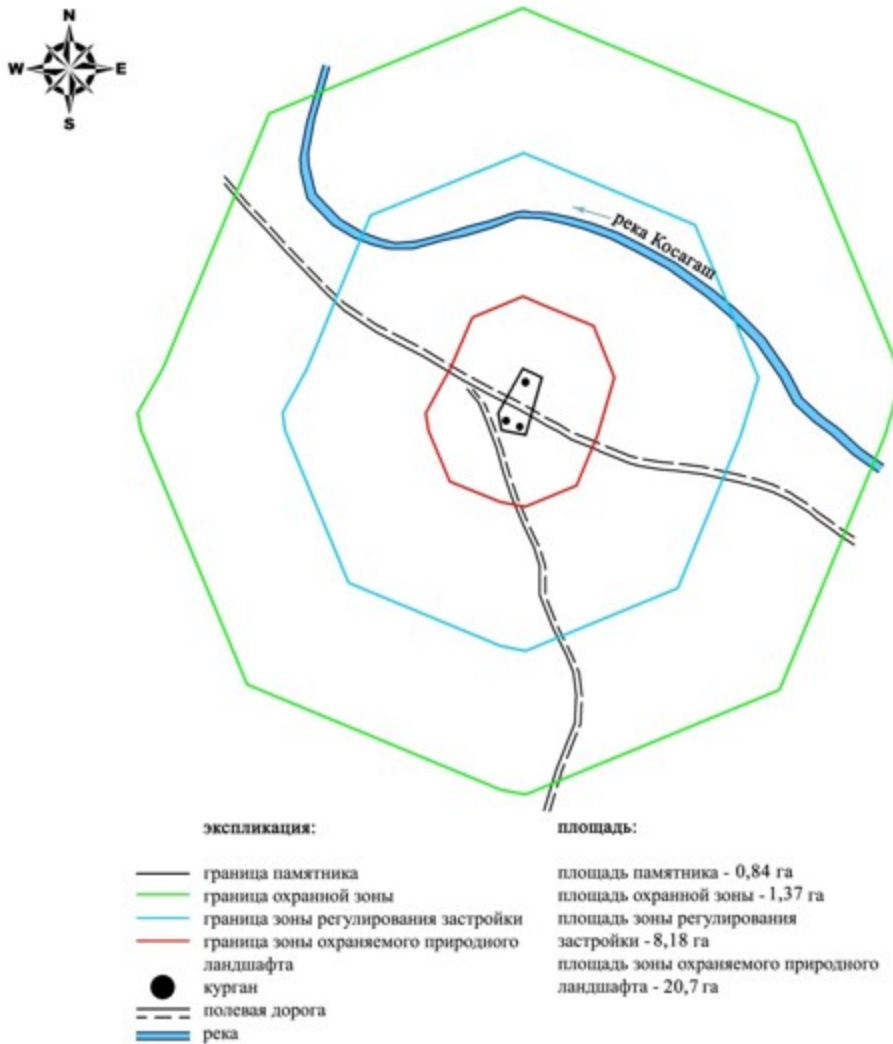 N
W E
S
река Косагаш
экспликация:
граница памятника
граница охранной зоны
граница зоны регулирования застройки
граница зоны охраняемого природного
ландшафта
курган
полевая дорога
река
площадь:
площадь памятника - 0,84 га
площадь охранной зоны - 1,37 га
площадь зоны регулирования
застройки - 8,18 га
площадь зоны охраняемого природного
ландшафта - 20,7 га